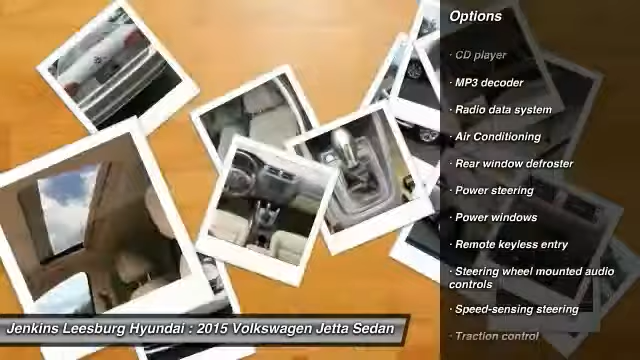 Options
· CD player
· MP3 decoder
· Radio data system
· Air Conditioning
· Rear window defroster
· Power steering
· Power windows
· Remote keyless entry
· Steering wheel mounted audio
controls
· Speed-sensing steering
· Traction control
Jenkins Leesburg Hyundai : 2015 Volkswagen Jetta Sedan